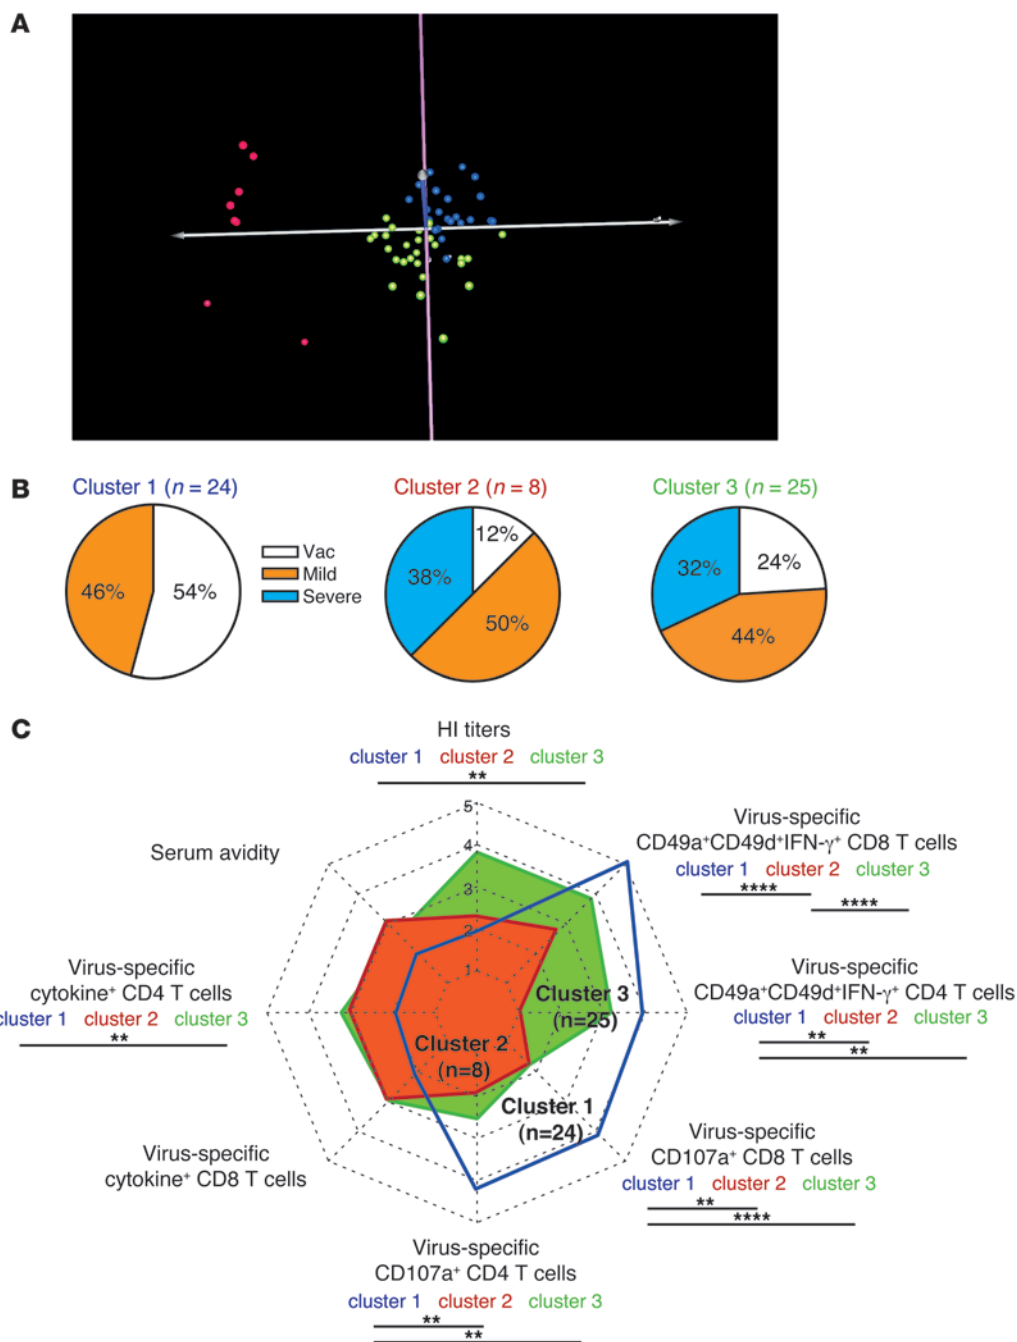 A
B
Cluster 1 (n = 24)
Cluster 2 (n = 8)
Cluster 3 (n = 25)
46%
54%
Vac
Mild
Severe
12%
38%
50%
24%
32%
44%
C
HI titers
cluster 1 cluster 2 cluster 3
**
5
4
3
2
1
Virus-specific
CD49a⁺CD49d⁺IFN-γ⁺ CD8 T cells
cluster 1 cluster 2 cluster 3
****
****
Serum avidity
Virus-specific
cytokine⁺ CD4 T cells
cluster 1 cluster 2 cluster 3
**
Virus-specific
CD49a⁺CD49d⁺IFN-γ⁺ CD4 T cells
cluster 1 cluster 2 cluster 3
**
**
Cluster 3
(n=25)
Cluster 2
(n=8)
Cluster 1
(n=24)
Virus-specific
CD107a⁺ CD8 T cells
cluster 1 cluster 2 cluster 3
**
****
Virus-specific
cytokine⁺ CD8 T cells
Virus-specific
CD107a⁺ CD4 T cells
cluster 1 cluster 2 cluster 3
**
**